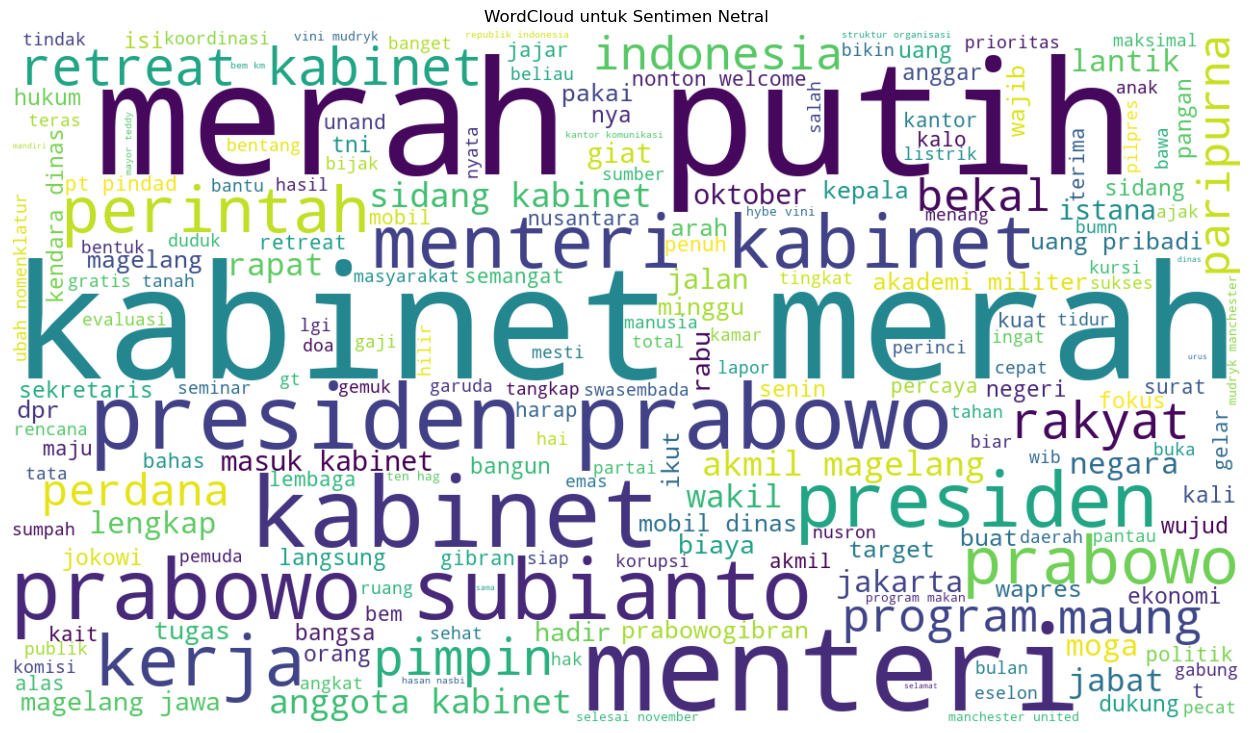 WordCloud untuk Sentimen Netral
republik indonesia
struktur organisasi
tindak
isi
koordinasi
vini mudryk
banget
jajar
indonesia
bikin
uang
prioritas
maksimal
retreat kabinet
bem km
beliau
nonton welcome
anggar
lantik
paripurna
merah putih
hukum
teras
mayor teddy
unand
pakai
nya
salah
kantor
wajib
anak
pilpres
pangan
mandiri
bentang
tni
bijak
nyata
kantor komunikasi
giat
sumber
kalo
listrik
terima
bawa
kendara dinas
pt pindad
bantu
hasil
sidang kabinet
oktober
kepala
bekal
sidang
perintah
mobil
nusantara
hybe vini
menang
istana
ajak
bentuk
duduk
retreat
menteri kabinet
arah
penuh
uang pribadi
bumn
magelang
rapat
masyarakat
semangat
jalan
tingkat
akademi militer
kursi
sukses
dinas
gratis
tanah
ubah nomenklatur
kabinet merah
evaluasi
lgi
doa
gaji
hilir
mesti
manusia
total
minggu
kamar
rabu
lapor
perinci
kuat
tidur
ingat
cepat
urus
mudryk manchester
sekretaris
seminar
gt
gemuk
garuda
tangkap
swasembada
senin
percaya
negeri
surat
fokus
dpr
rencana
presiden prabowo
harap
hai
tahan
rakyat
gelar
maju
biar
buka
tata
bahas
masuk kabinet
bangun
partai
ikut
akmil magelang
wib
negara
perdana
lembaga
ten hag
emas
wakil
presiden
kali
sumpah
lengkap
kabinet
mobil dinas
nusron
buat
daerah
pantau
wujud
jokowi
pemuda
langsung
gibran
siap
korupsi
biaya
akmil
target
prabowo
prabowo subianto
ruang
sama
bem
jakarta
wapres
program makan
ekonomi
kait
tugas
bangsa
sehat
hadir
prabowogibran
program
maung
publik
kerja
orang
pimpin
hak
menteri
moga
politik
komisi
alas
angkat
hasan nasbi
selamat
bulan
eselon
jabat
gabung
t
magelang jawa
anggota kabinet
selesai november
manchester united
dukung
pecat